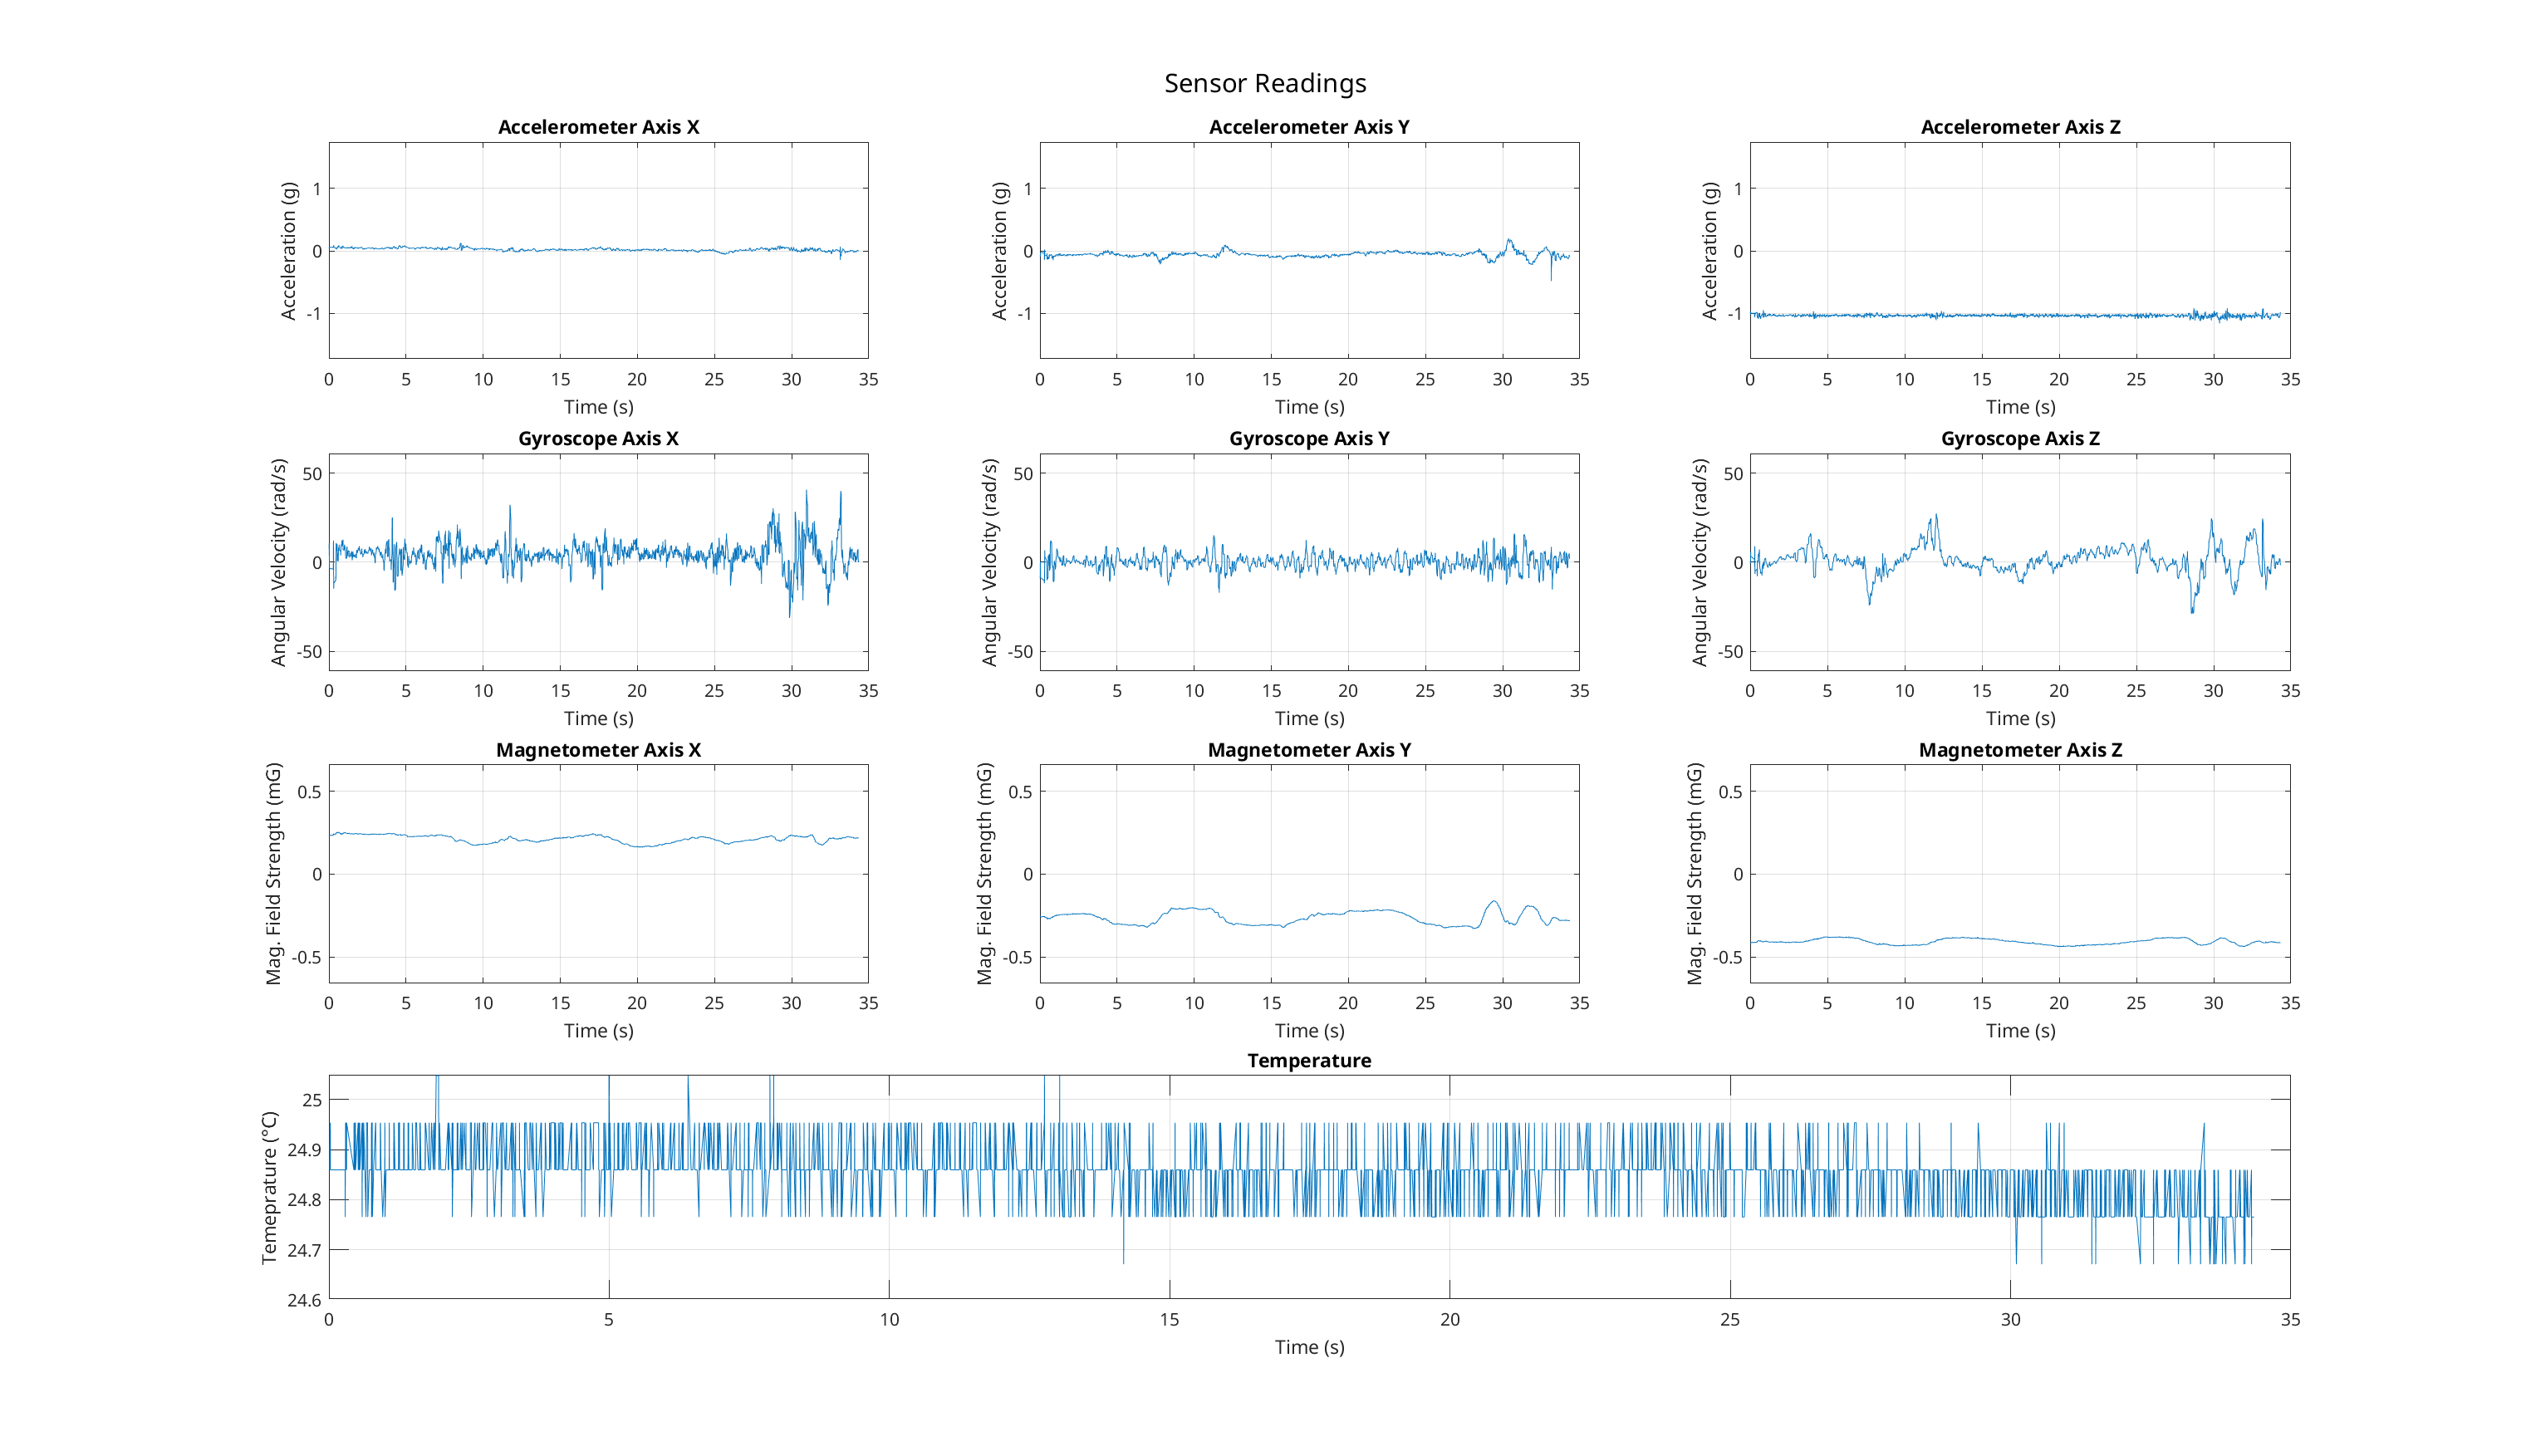 Sensor Readings
Accelerometer Axis X
Acceleration (g)
1
0
-1
0 5 10 15 20 25 30 35
Time (s)
Accelerometer Axis Y
Acceleration (g)
1
0
-1
0 5 10 15 20 25 30 35
Time (s)
Accelerometer Axis Z
Acceleration (g)
1
0
-1
0 5 10 15 20 25 30 35
Time (s)
Gyroscope Axis X
Angular Velocity (rad/s)
50
0
-50
0 5 10 15 20 25 30 35
Time (s)
Gyroscope Axis Y
Angular Velocity (rad/s)
50
0
-50
0 5 10 15 20 25 30 35
Time (s)
Gyroscope Axis Z
Angular Velocity (rad/s)
50
0
-50
0 5 10 15 20 25 30 35
Time (s)
Magnetometer Axis X
Mag. Field Strength (mG)
0.5
0
-0.5
0 5 10 15 20 25 30 35
Time (s)
Magnetometer Axis Y
Mag. Field Strength (mG)
0.5
0
-0.5
0 5 10 15 20 25 30 35
Time (s)
Magnetometer Axis Z
Mag. Field Strength (mG)
0.5
0
-0.5
0 5 10 15 20 25 30 35
Time (s)
Temperature
Temeprature (°C)
25
24.9
24.8
24.7
24.6
0 5 10 15 20 25 30 35
Time (s)